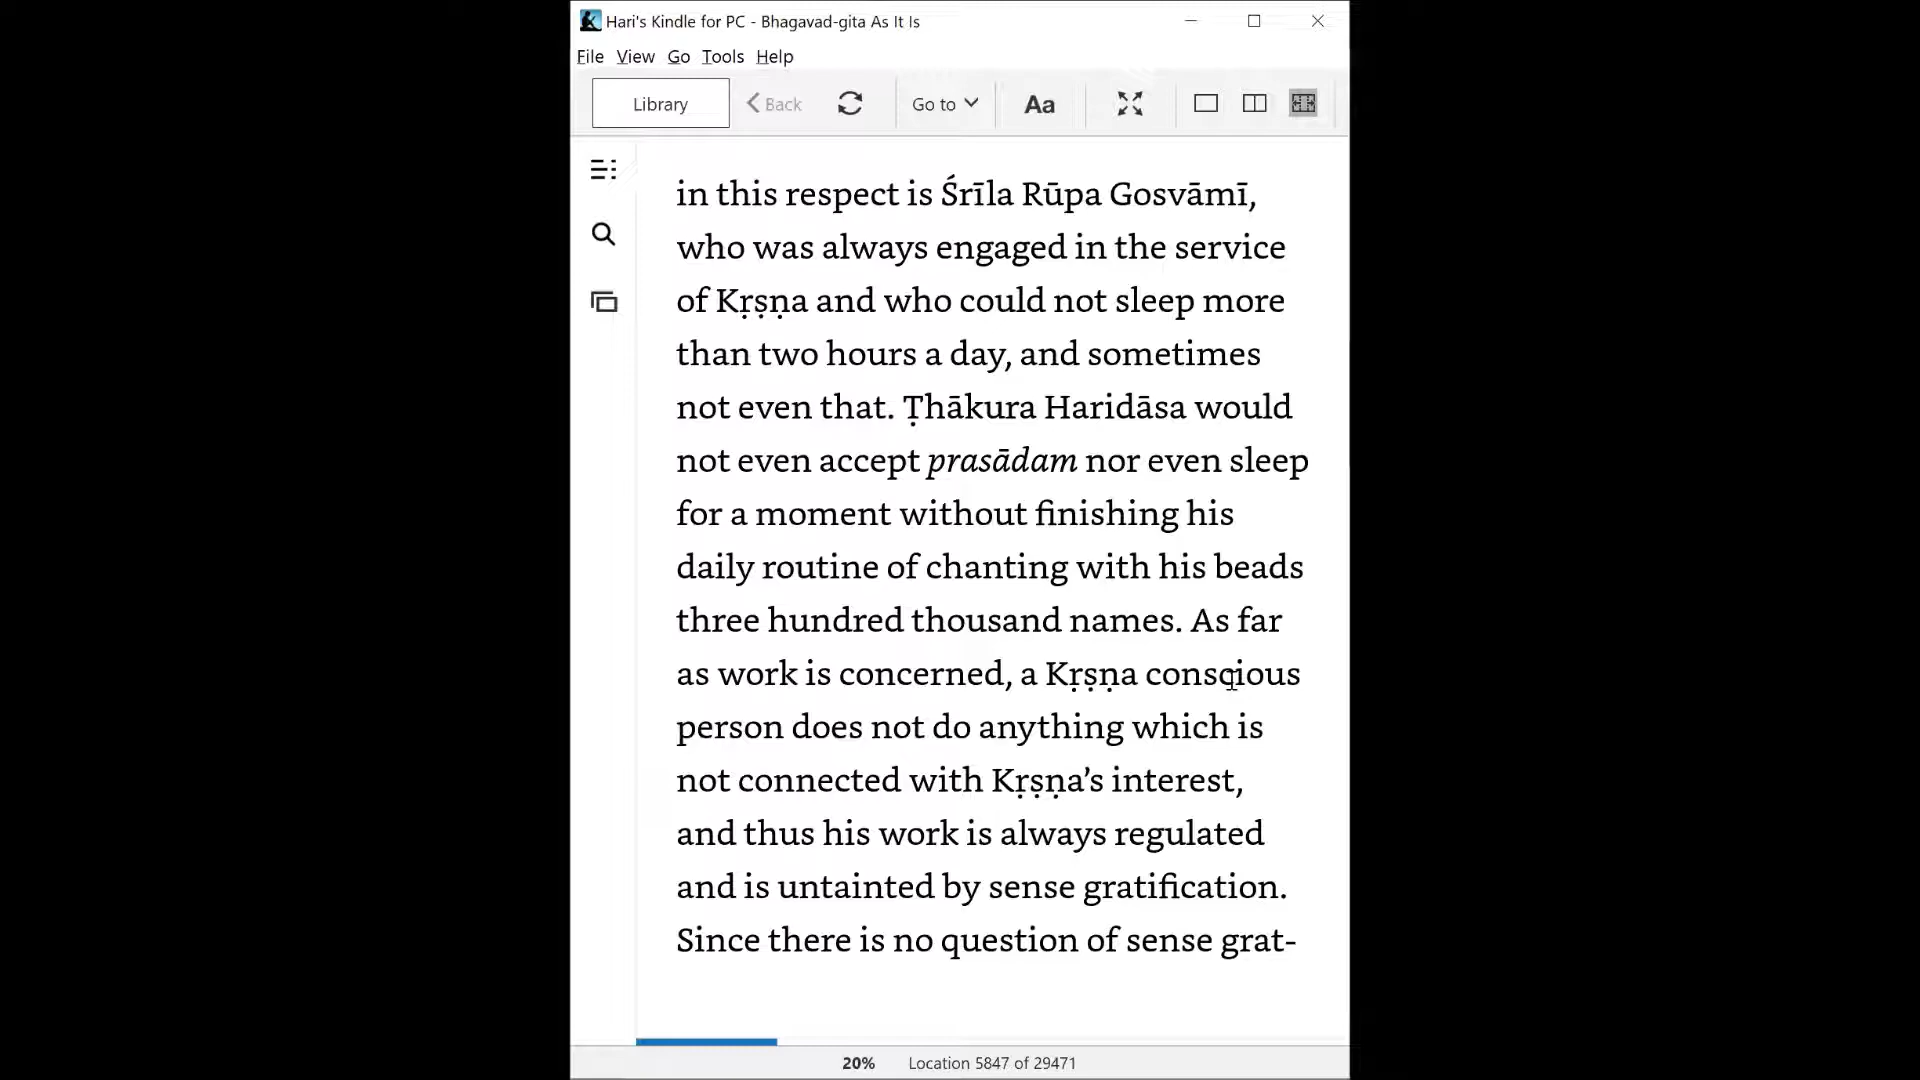 Hari's Kindle for PC - Bhagavad-gita As It Is
File View Go Tools Help
Library Back Go to Aa
in this respect is Śrīla Rūpa Gosvāmī,
who was always engaged in the service
of Kṛṣṇa and who could not sleep more
than two hours a day, and sometimes
not even that. Ṭhākura Haridāsa would
not even accept prasādam nor even sleep
for a moment without finishing his
daily routine of chanting with his beads
three hundred thousand names. As far
as work is concerned, a Kṛṣṇa conscious
person does not do anything which is
not connected with Kṛṣṇa’s interest,
and thus his work is always regulated
and is untainted by sense gratification.
Since there is no question of sense grat-
20% Location 5847 of 29471